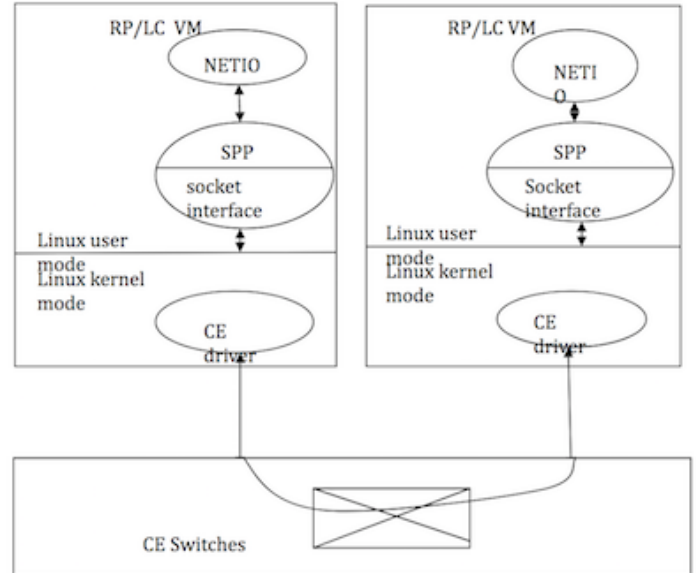 RP/LC VM
NETIO
SPP
socket
interface
Linux user
mode
Linux kernel
mode
CE
driver
RP/LC VM
NETI
O
SPP
Socket
interface
Linux user
mode
Linux kernel
mode
CE
driver
CE Switches